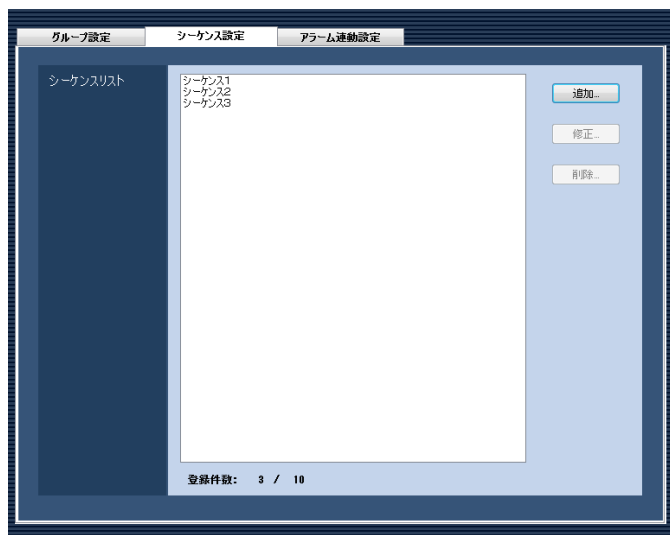 グループ設定 シーケンス設定 アラーム連動設定
シーケンスリスト
シーケンス1
シーケンス2
シーケンス3
追加...
修正...
削除...
登録件数: 3 / 10